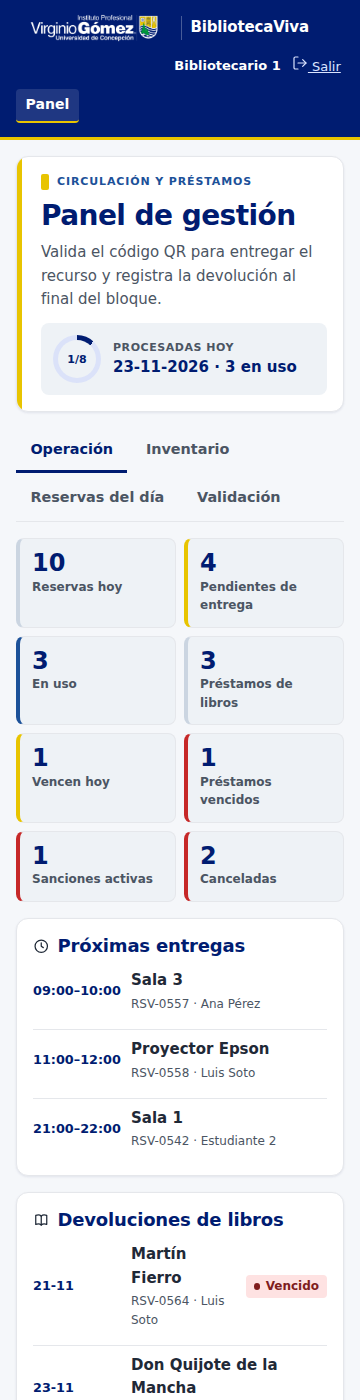 Instituto Profesional
VirginioGómez
Universidad de Concepción
BibliotecaViva
Bibliotecario 1 Salir
Panel
CIRCULACIÓN Y PRÉSTAMOS
Panel de gestión
Valida el código QR para entregar el
recurso y registra la devolución al
final del bloque.
1/8
PROCESADAS HOY
23-11-2026 · 3 en uso
Operación Inventario
Reservas del día Validación
10
Reservas hoy
4
Pendientes de
entrega
3
En uso
3
Préstamos de
libros
1
Vencen hoy
1
Préstamos
vencidos
1
Sanciones activas
2
Canceladas
Próximas entregas
09:00–10:00
Sala 3
RSV-0557 · Ana Pérez
11:00–12:00
Proyector Epson
RSV-0558 · Luis Soto
21:00–22:00
Sala 1
RSV-0542 · Estudiante 2
Devoluciones de libros
21-11
Martín
Fierro
RSV-0564 · Luis
Soto
Vencido
23-11
Don Quijote de la
Mancha